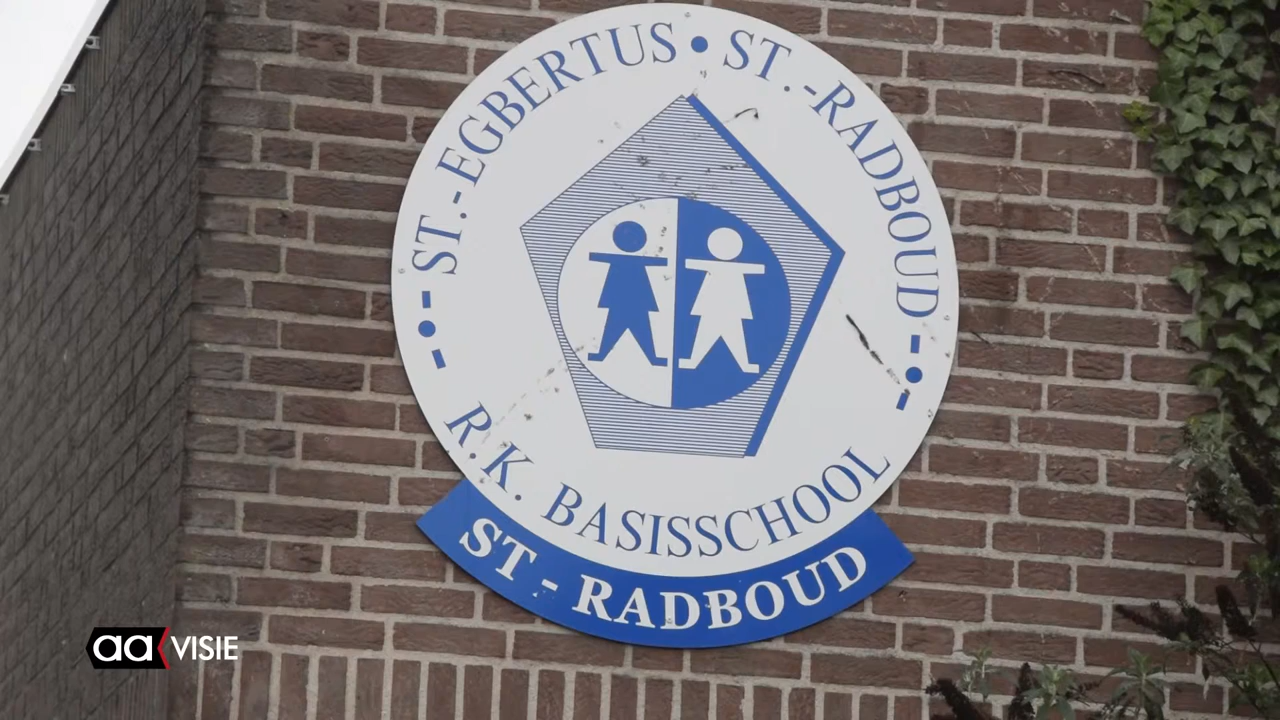 ST.-EGBERTUS • ST.-RADBOUD
R.K. BASISSCHOOL
ST-RADBOUD
aa VISIE